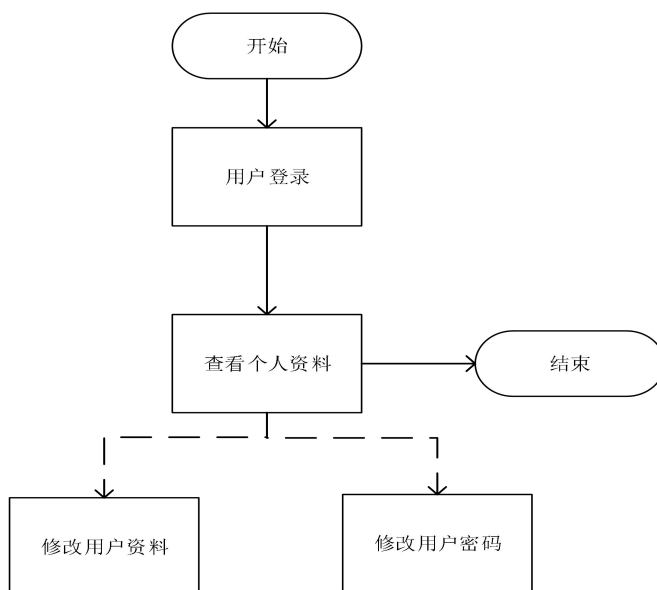 开始
用户登录
查看个人资料
结束
修改用户资料
修改用户密码